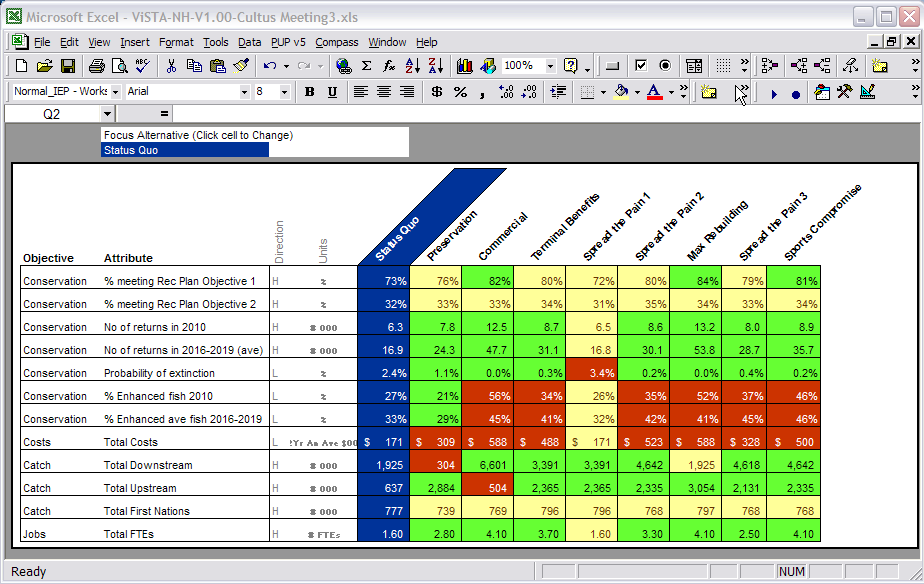 Microsoft Excel - ViSTA-NH-V1.00-Cultus Meeting3.xls
File Edit View Insert Format Tools Data PUP v5 Compass Window Help
100%
Normal_IEP - Works Arial 8 B U $ % ,
Q2 =
Focus Alternative (Click cell to Change)
Status Quo
Objective Attribute Direction Units Status Quo Preservation Commercial Terminal Benefits Spread the Pain 1 Spread the Pain 2 Max Rebuilding Spread the Pain 3 Sports Compromise
Conservation % meeting Rec Plan Objective 1 H % 73% 76% 82% 80% 72% 80% 84% 79% 81%
Conservation % meeting Rec Plan Objective 2 H % 32% 33% 33% 34% 31% 35% 34% 33% 34%
Conservation No of returns in 2010 H # 000 6.3 7.8 12.5 8.7 6.5 8.6 13.2 8.0 8.9
Conservation No of returns in 2016-2019 (ave) H # 000 16.9 24.3 47.7 31.1 16.8 30.1 53.8 28.7 35.7
Conservation Probability of extinction L % 2.4% 1.1% 0.0% 0.3% 3.4% 0.2% 0.0% 0.4% 0.2%
Conservation % Enhanced fish 2010 L % 27% 21% 56% 34% 26% 35% 52% 37% 46%
Conservation % Enhanced ave fish 2016-2019 L % 33% 29% 45% 41% 32% 42% 41% 45% 46%
Costs Total Costs L Yr An Ave $00 $ 171 $ 309 $ 588 $ 488 $ 171 $ 523 $ 588 $ 328 $ 500
Catch Total Downstream H # 000 1,925 304 6,601 3,391 3,391 4,642 1,925 4,618 4,642
Catch Total Upstream H # 000 637 2,884 504 2,365 2,365 2,335 3,054 2,131 2,335
Catch Total First Nations H # 000 777 739 769 796 796 768 797 768 768
Jobs Total FTEs H # FTEs 1.60 2.80 4.10 3.70 1.60 3.30 4.10 2.50 4.10
Ready NUM